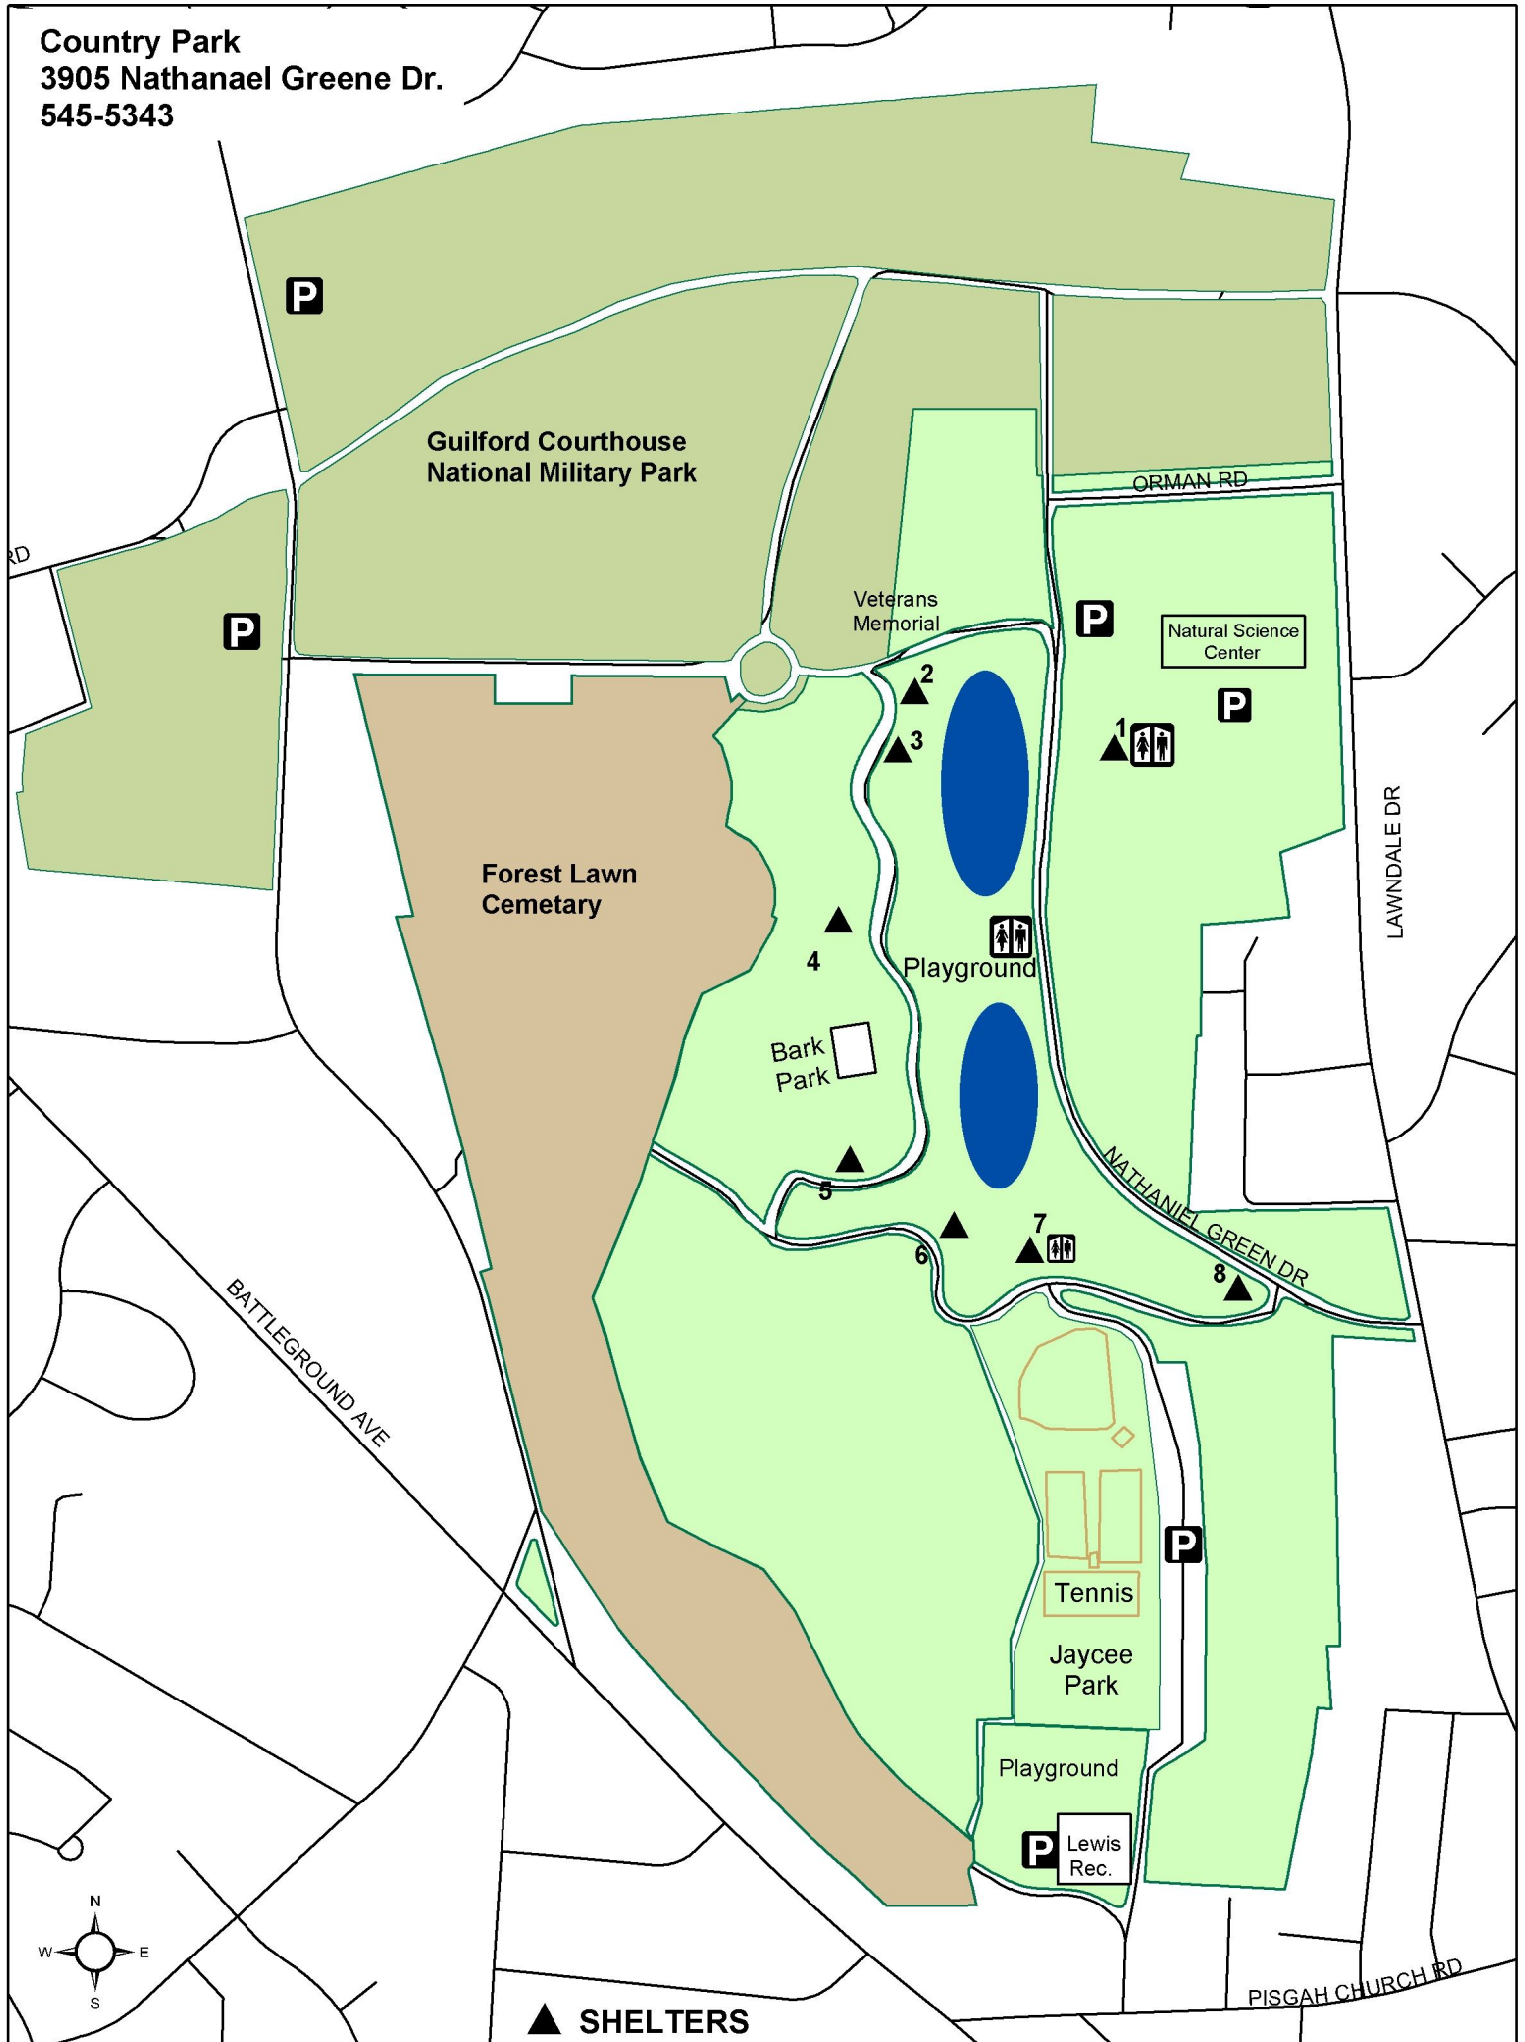 Country Park
3905 Nathanael Greene Dr.
545-5343
P
Guilford Courthouse
National Military Park
ORMAN RD
RD
P
Veterans
Memorial
P
Natural Science
Center
2
P
3
1
LAWNDALE DR
Forest Lawn
Cemetary
4
Playground
Bark
Park
5
NATHANIEL GREEN DR
6
7
8
BATTLEGROUND AVE
P
Tennis
Jaycee
Park
Playground
P
Lewis
Rec.
N
W
E
S
PISGAH CHURCH RD
SHELTERS